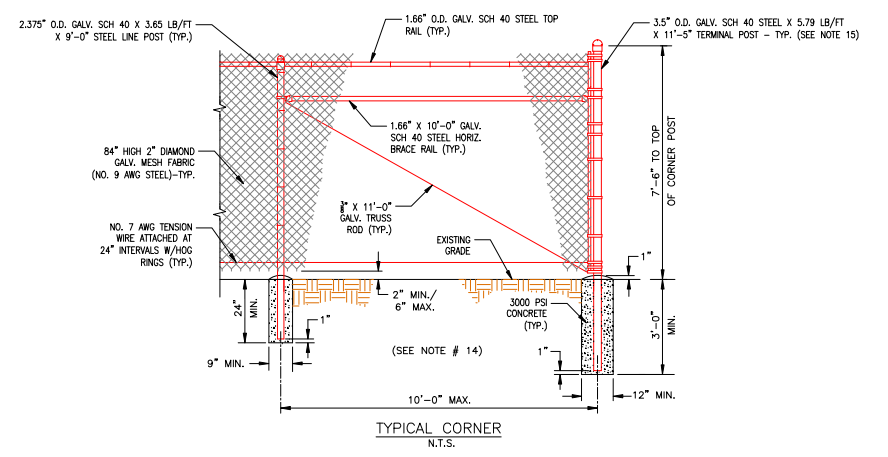 2.375" O.D. GALV. SCH 40 X 3.65 LB/FT
X 9'-0" STEEL LINE POST (TYP.)
1.66" O.D. GALV. SCH 40 STEEL TOP
RAIL (TYP.)
3.5" O.D. GALV. SCH 40 STEEL X 5.79 LB/FT
X 11'-5" TERMINAL POST - TYP. (SEE NOTE 15)
1.66" X 10'-0" GALV.
SCH 40 STEEL HORIZ.
BRACE RAIL (TYP.)
84" HIGH 2" DIAMOND
GALV. MESH FABRIC
(NO. 9 AWG STEEL)-TYP.
7'-6" TO TOP
OF CORNER POST
X 11'-0"
GALV. TRUSS
ROD (TYP.)
NO. 7 AWG TENSION
WIRE ATTACHED AT
24" INTERVALS W/HOG
RINGS (TYP.)
EXISTING
GRADE
1"
2" MIN./
6" MAX.
24"
MIN.
3000 PSI
CONCRETE
(TYP.)
3'-0"
MIN.
1"
(SEE NOTE # 14)
1"
9" MIN.
12" MIN.
10'-0" MAX.
TYPICAL CORNER
N.T.S.